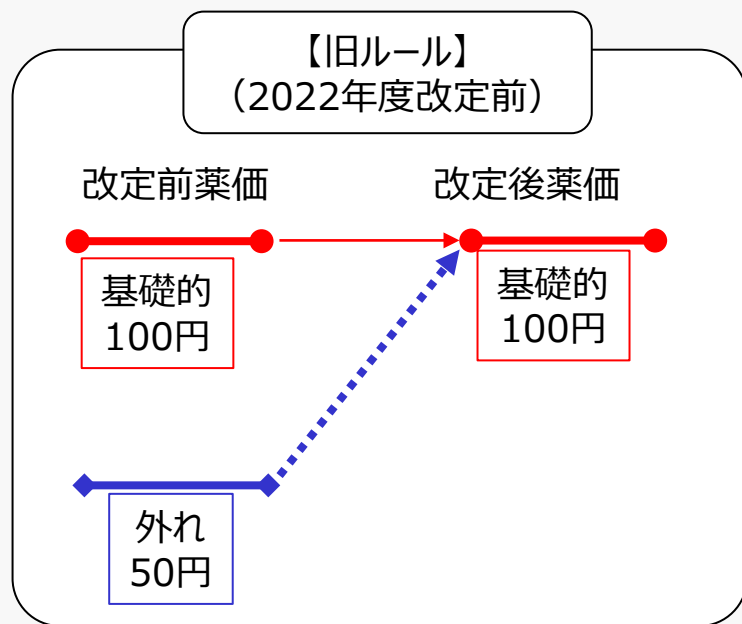 【旧ルール】
（2022年度改定前）
改定前薬価
改定後薬価
基礎的
100円
基礎的
100円
外れ
50円